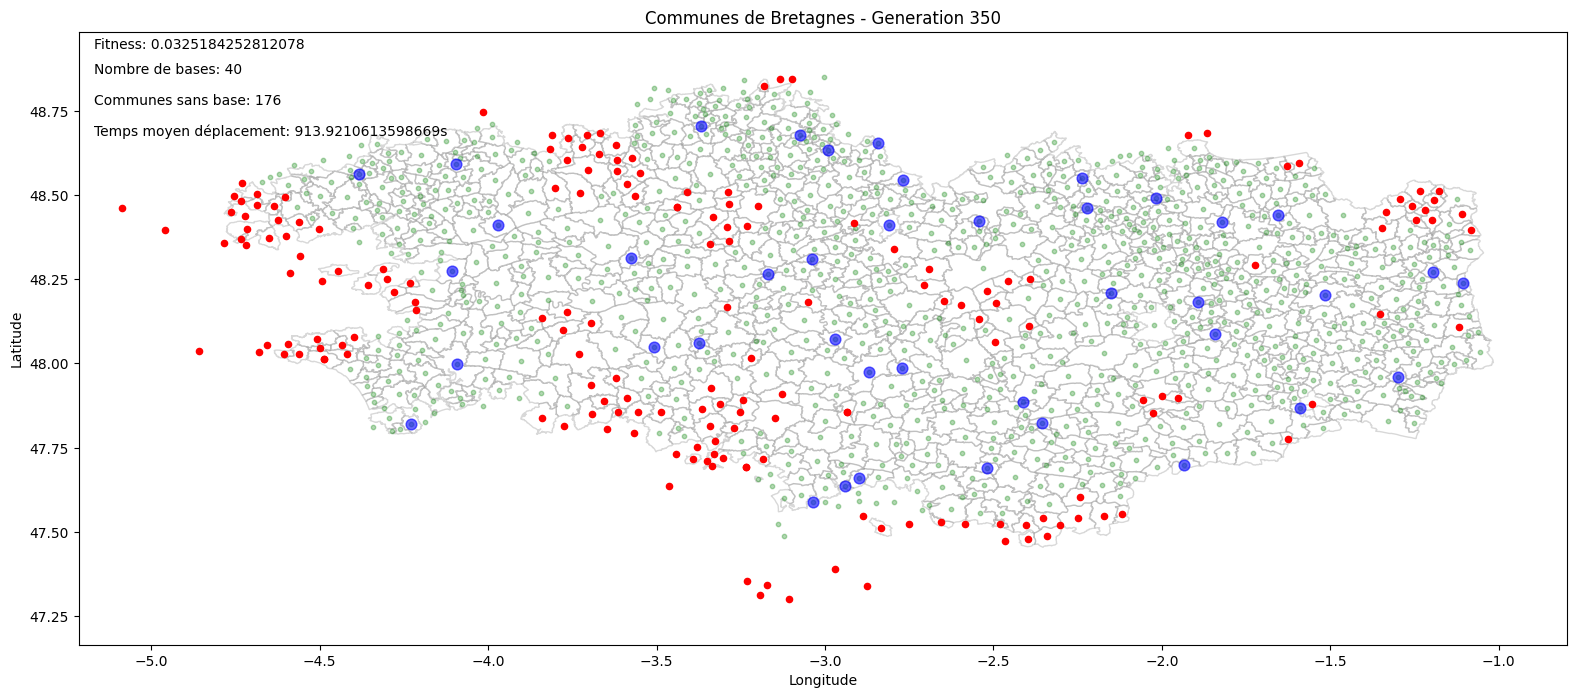 Communes de Bretagnes - Generation 350
Fitness: 0.0325184252812078
Nombre de bases: 40
Communes sans base: 176
Temps moyen déplacement: 913.9210613598669s
Latitude
48.75
48.50
48.25
48.00
47.75
47.50
47.25
−5.0 −4.5 −4.0 −3.5 −3.0 −2.5 −2.0 −1.5 −1.0
Longitude